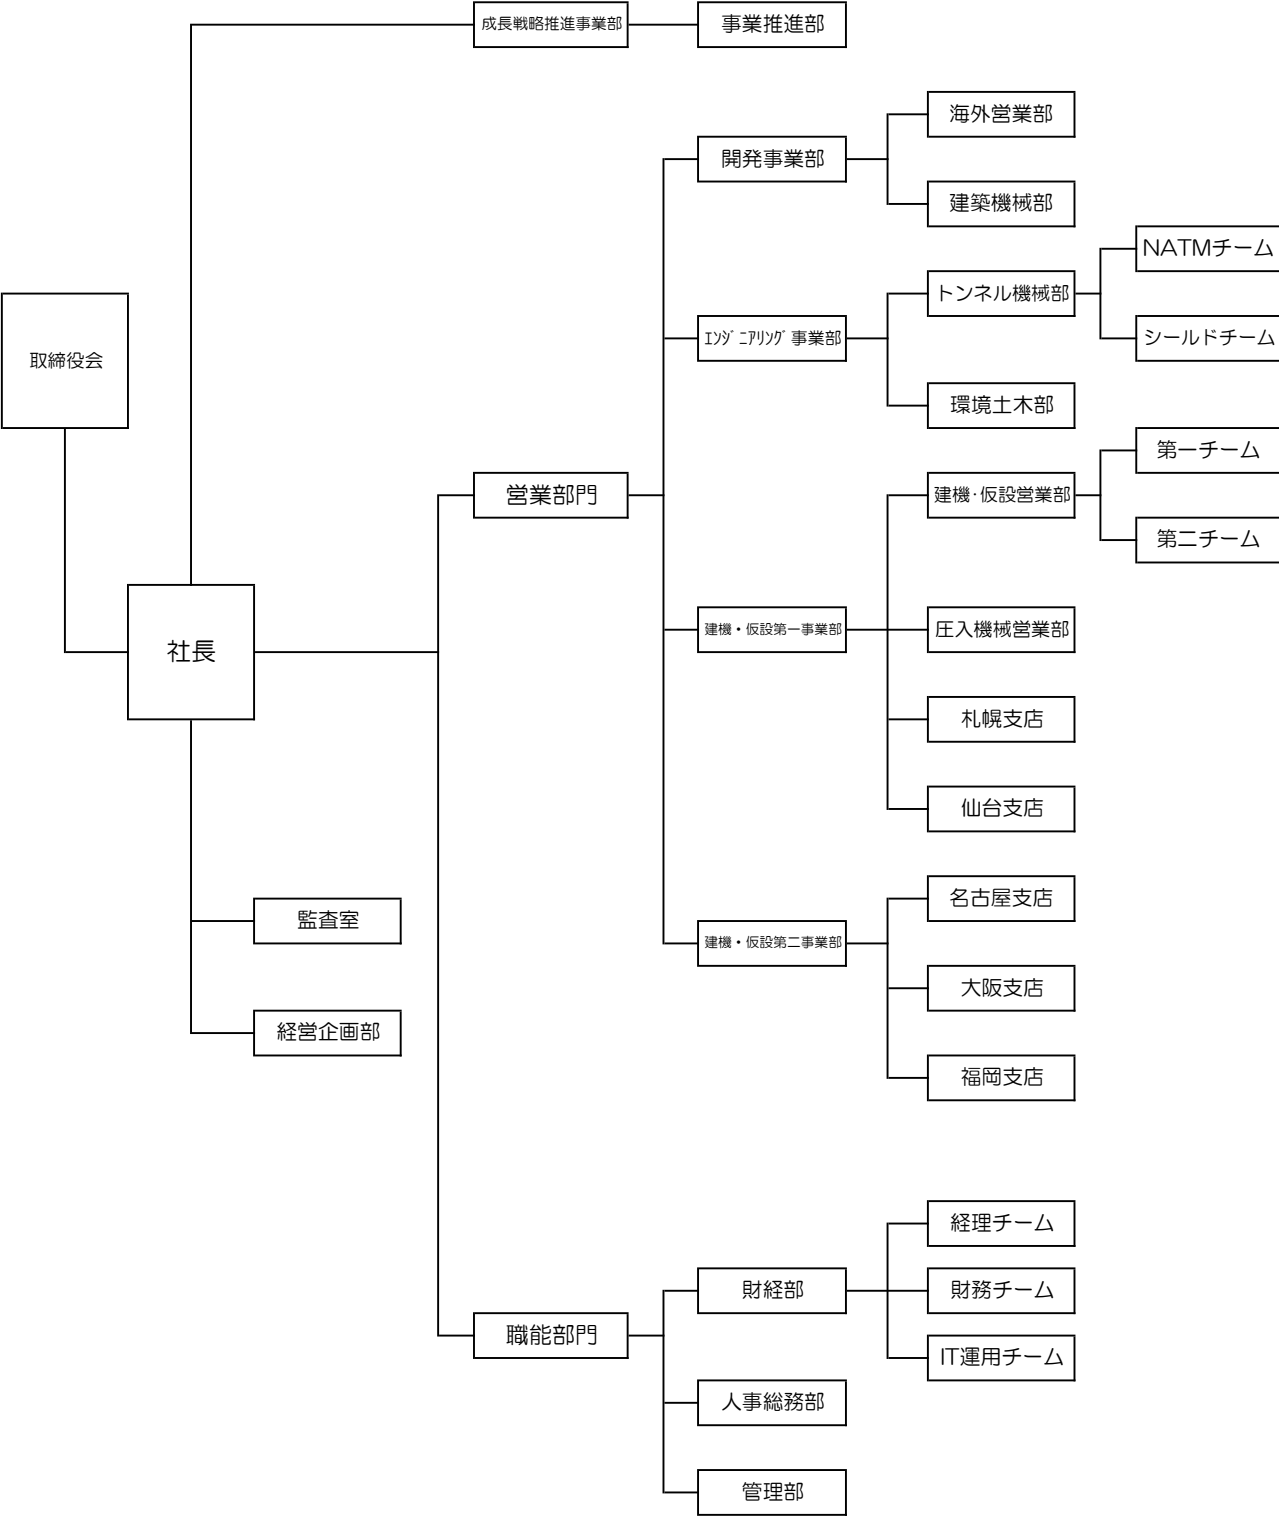 成長戦略推進事業部
事業推進部
海外営業部
開発事業部
建築機械部
NATMチーム
トンネル機械部
ｴﾝｼﾞﾆｱﾘﾝｸﾞ事業部
シールドチーム
取締役会
環境土木部
第一チーム
営業部門
建機･仮設営業部
第二チーム
建機・仮設第一事業部
圧入機械営業部
社長
札幌支店
仙台支店
名古屋支店
監査室
建機・仮設第二事業部
大阪支店
経営企画部
福岡支店
経理チーム
財経部
財務チーム
職能部門
IT運用チーム
人事総務部
管理部